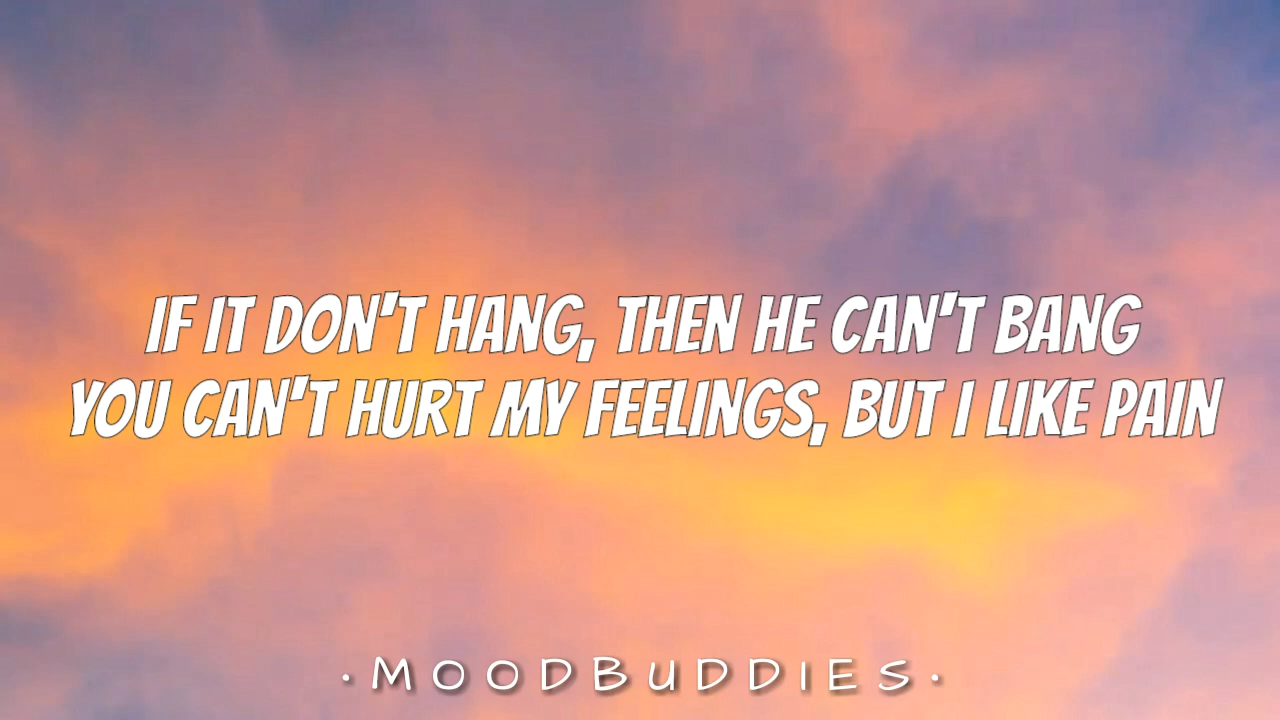 IF IT DON'T HANG, THEN HE CAN'T BANG
YOU CAN'T HURT MY FEELINGS, BUT I LIKE PAIN
·MOODBUDDIES·